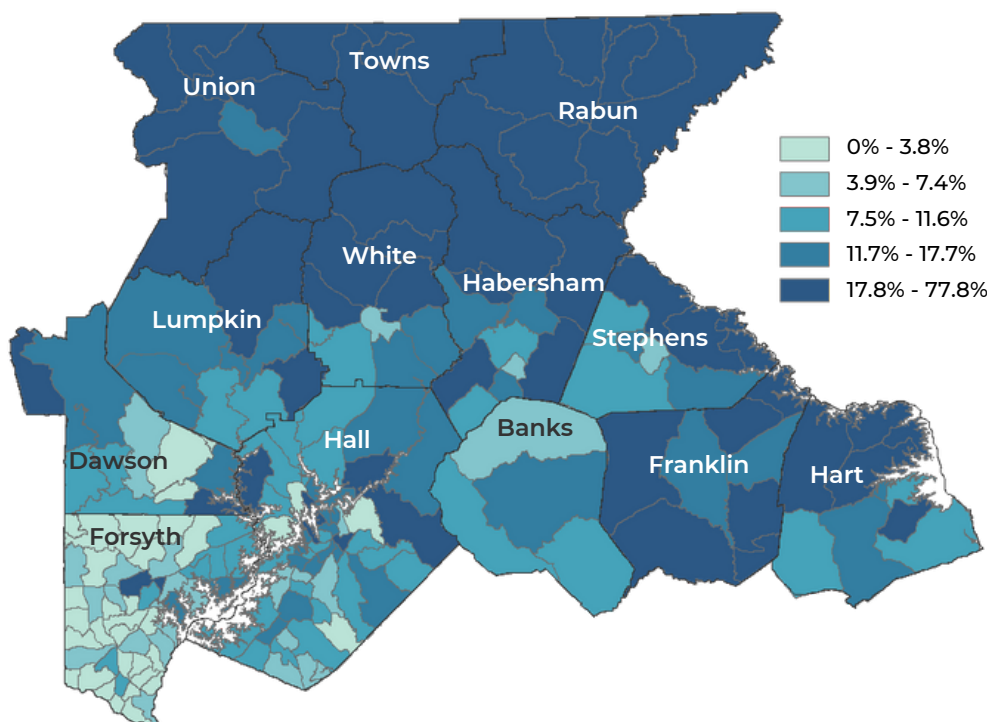 Towns
Union
Rabun
White
Habersham
Lumpkin
Stephens
Hall
Banks
Dawson
Franklin
Hart
Forsyth
0% - 3.8%
3.9% - 7.4%
7.5% - 11.6%
11.7% - 17.7%
17.8% - 77.8%